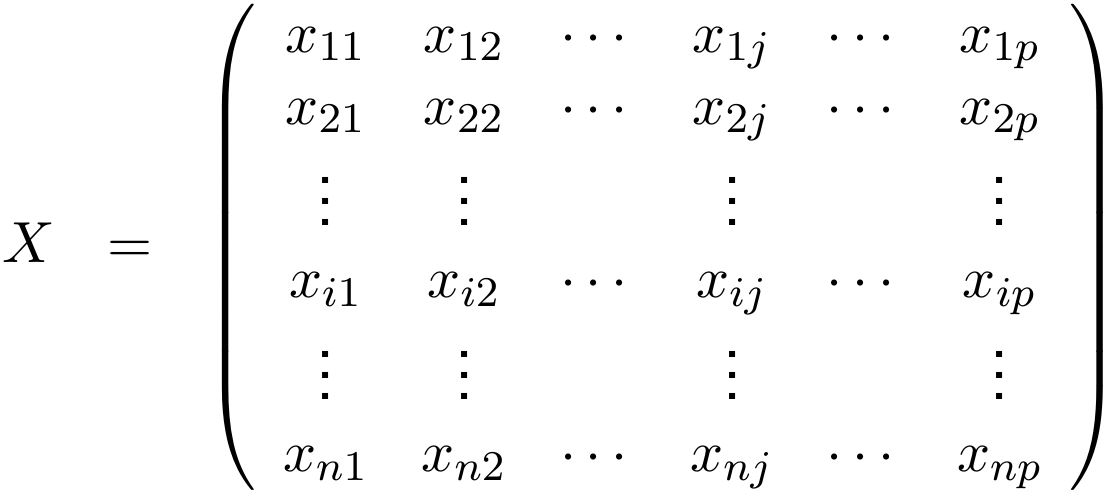 x₁₁ x₁₂ ⋯ x₁ⱼ ⋯ x₁ₚ
x₂₁ x₂₂ ⋯ x₂ⱼ ⋯ x₂ₚ
⋮ ⋮ ⋮ ⋮
X =
xᵢ₁ xᵢ₂ ⋯ xᵢⱼ ⋯ xᵢₚ
⋮ ⋮ ⋮ ⋮
xₙ₁ xₙ₂ ⋯ xₙⱼ ⋯ xₙₚ